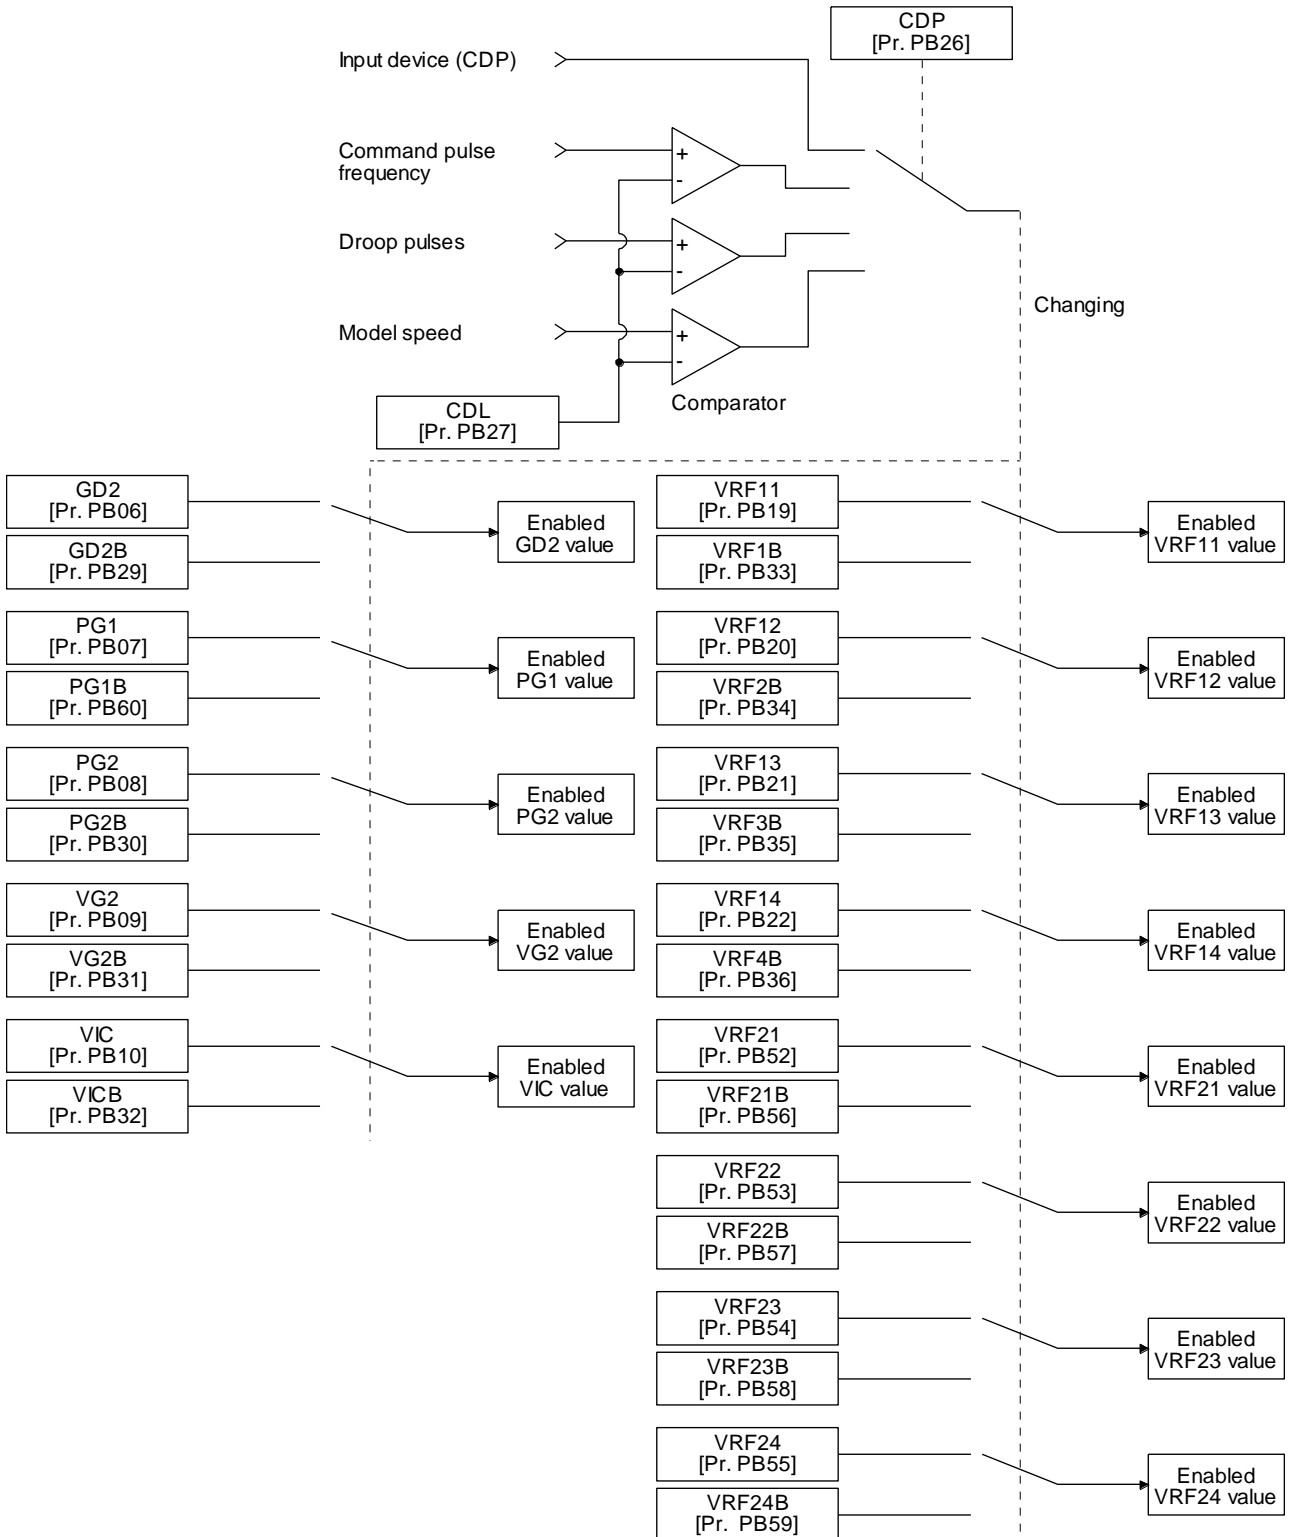 CDP
[Pr. PB26]
Input device (CDP)
Command pulse
frequency
+
-
Droop pulses
+
-
Changing
Model speed
+
-
Comparator
CDL
[Pr. PB27]
GD2
[Pr. PB06]
GD2B
[Pr. PB29]
Enabled
GD2 value
PG1
[Pr. PB07]
PG1B
[Pr. PB60]
Enabled
PG1 value
PG2
[Pr. PB08]
PG2B
[Pr. PB30]
Enabled
PG2 value
VG2
[Pr. PB09]
VG2B
[Pr. PB31]
Enabled
VG2 value
VIC
[Pr. PB10]
VICB
[Pr. PB32]
Enabled
VIC value
VRF11
[Pr. PB19]
VRF1B
[Pr. PB33]
Enabled
VRF11 value
VRF12
[Pr. PB20]
VRF2B
[Pr. PB34]
Enabled
VRF12 value
VRF13
[Pr. PB21]
VRF3B
[Pr. PB35]
Enabled
VRF13 value
VRF14
[Pr. PB22]
VRF4B
[Pr. PB36]
Enabled
VRF14 value
VRF21
[Pr. PB52]
VRF21B
[Pr. PB56]
Enabled
VRF21 value
VRF22
[Pr. PB53]
VRF22B
[Pr. PB57]
Enabled
VRF22 value
VRF23
[Pr. PB54]
VRF23B
[Pr. PB58]
Enabled
VRF23 value
VRF24
[Pr. PB55]
VRF24B
[Pr. PB59]
Enabled
VRF24 value